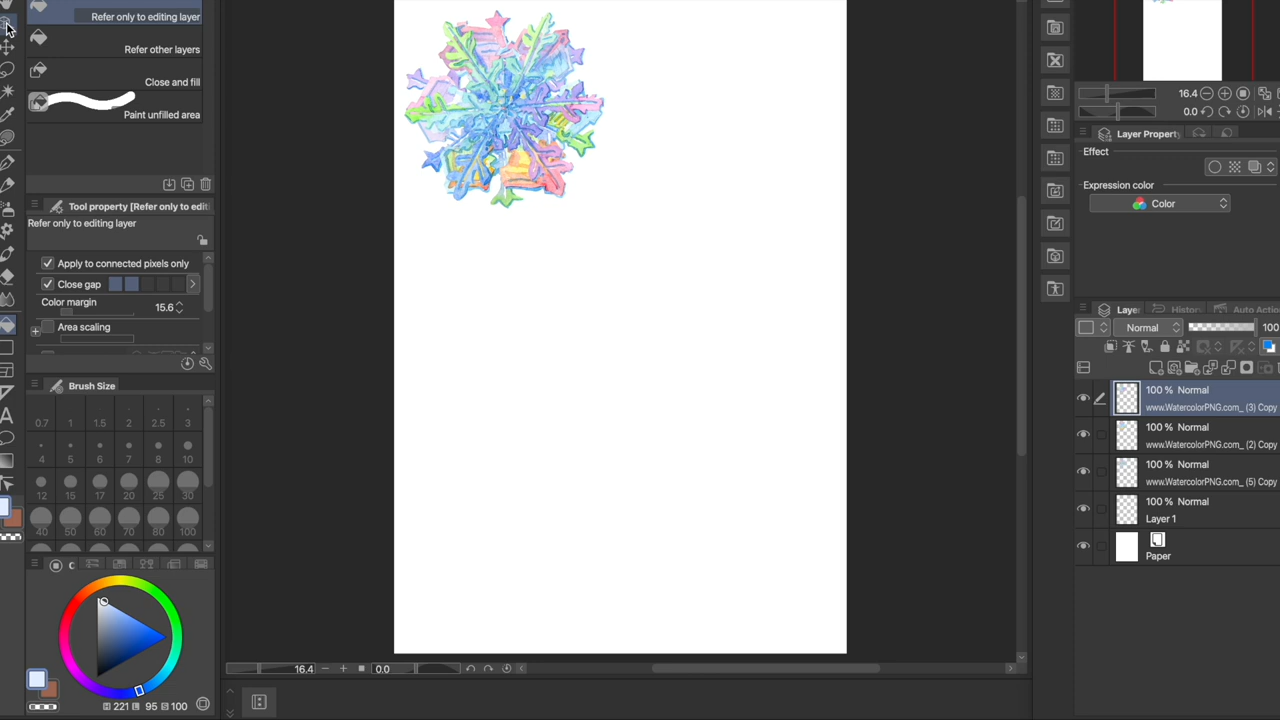 Refer only to editing layer
Refer other layers
Close and fill
Paint unfilled area
Tool property [Refer only to edit
Refer only to editing layer
Apply to connected pixels only
Close gap
Color margin
15.6
Area scaling
Brush Size
0.7 1 1.5 2 2.5 3
4 5 6 7 8 10
12 15 17 20 25 30
40 50 60 70 80 100
H 221 L 95 S 100
16.4
0.0
16.4
0.0
Layer Property
Effect
Expression color
Color
Laye Histor Auto Actio
Normal 100
100 % Normal
www.WatercolorPNG.com_ (3) Copy
100 % Normal
www.WatercolorPNG.com_ (2) Copy
100 % Normal
www.WatercolorPNG.com_ (5) Copy
100 % Normal
Layer 1
Paper